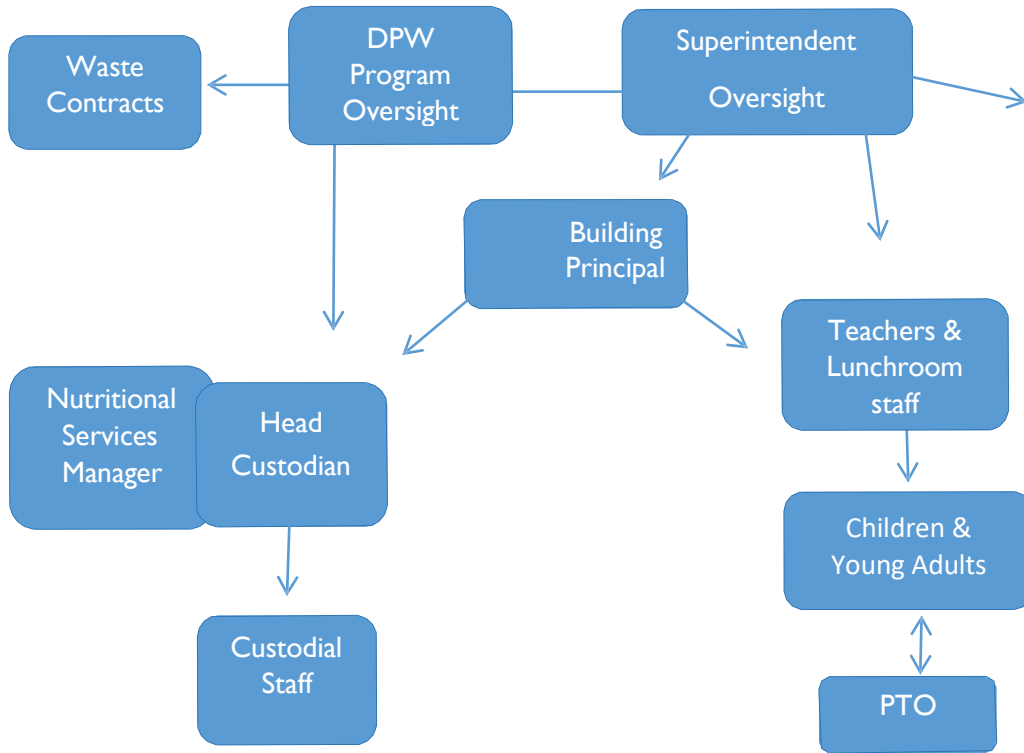 Waste
Contracts
DPW
Program
Oversight
Superintendent
Oversight
Building
Principal
Nutritional
Services
Manager
Head
Custodian
Teachers &
Lunchroom
staff
Children &
Young Adults
Custodial
Staff
PTO